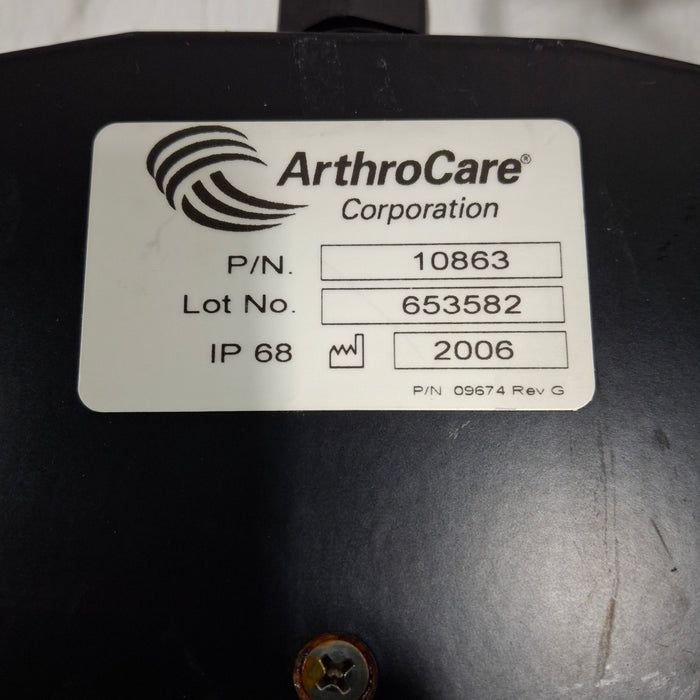 ArthroCare®
Corporation
P/N. 10863
Lot No. 653582
IP 68 2006
P/N 09674 Rev G